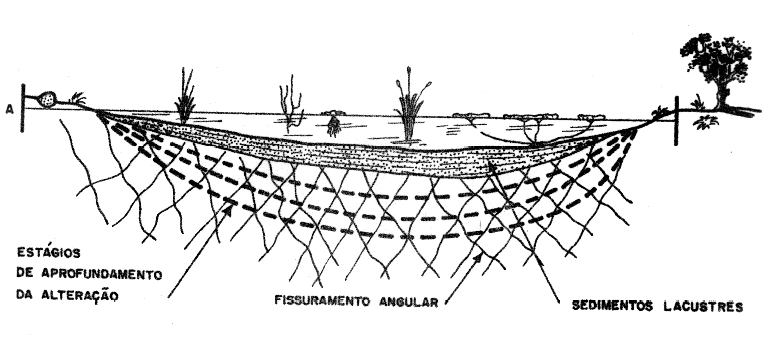 A
ESTÁGIOS
DE APROFUNDAMENTO
DA ALTERAÇÃO
FISSURAMENTO ANGULAR
SEDIMENTOS LACUSTRES